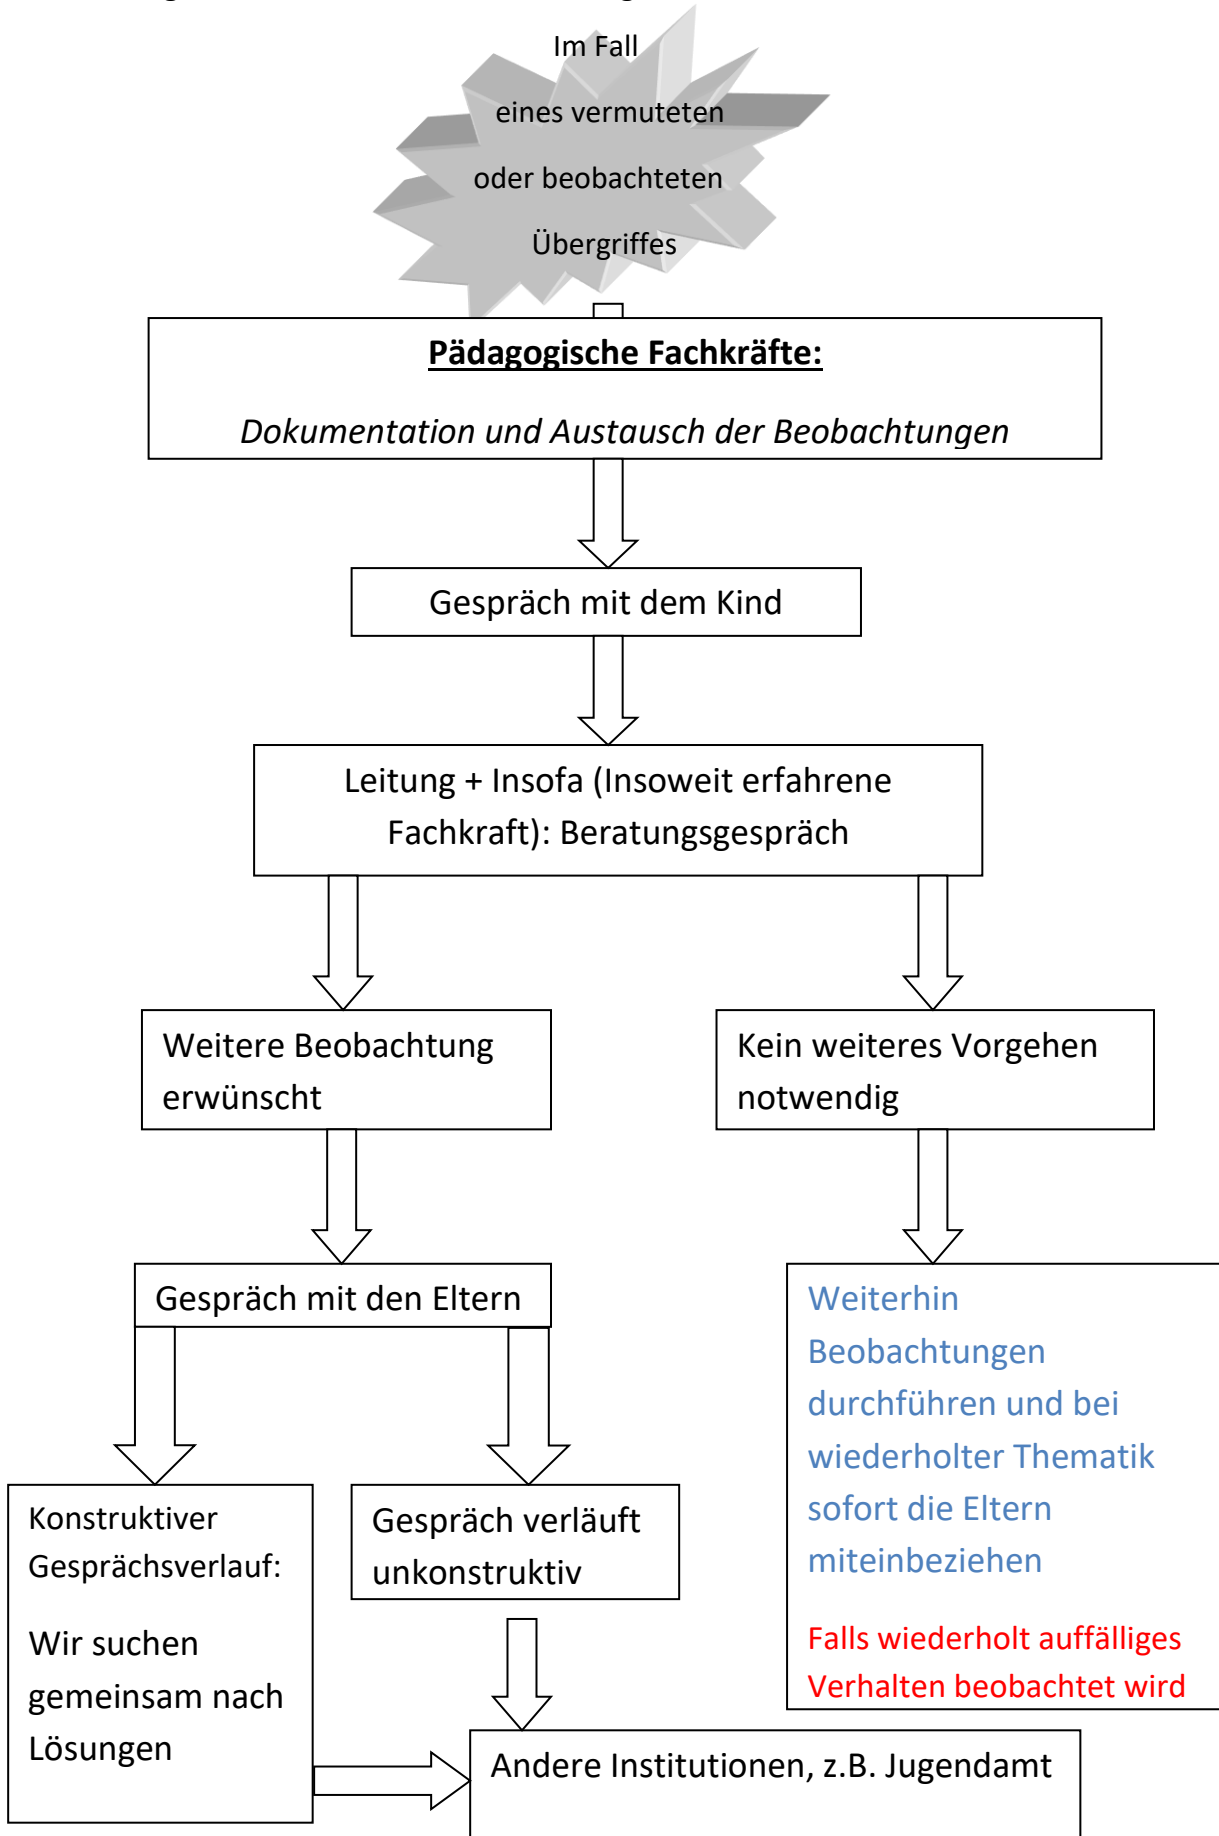 Im Fall
eines vermuteten
oder beobachteten
Übergriffes
Pädagogische Fachkräfte:
Dokumentation und Austausch der Beobachtungen
Gespräch mit dem Kind
Leitung + Insofa (Insoweit erfahrene
Fachkraft): Beratungsgespräch
Weitere Beobachtung
erwünscht
Kein weiteres Vorgehen
notwendig
Gespräch mit den Eltern
Weiterhin
Beobachtungen
durchführen und bei
wiederholter Thematik
sofort die Eltern
miteinbeziehen
Falls wiederholt auffälliges
Verhalten beobachtet wird
Konstruktiver
Gesprächsverlauf:
Wir suchen
gemeinsam nach
Lösungen
Gespräch verläuft
unkonstruktiv
Andere Institutionen, z.B. Jugendamt